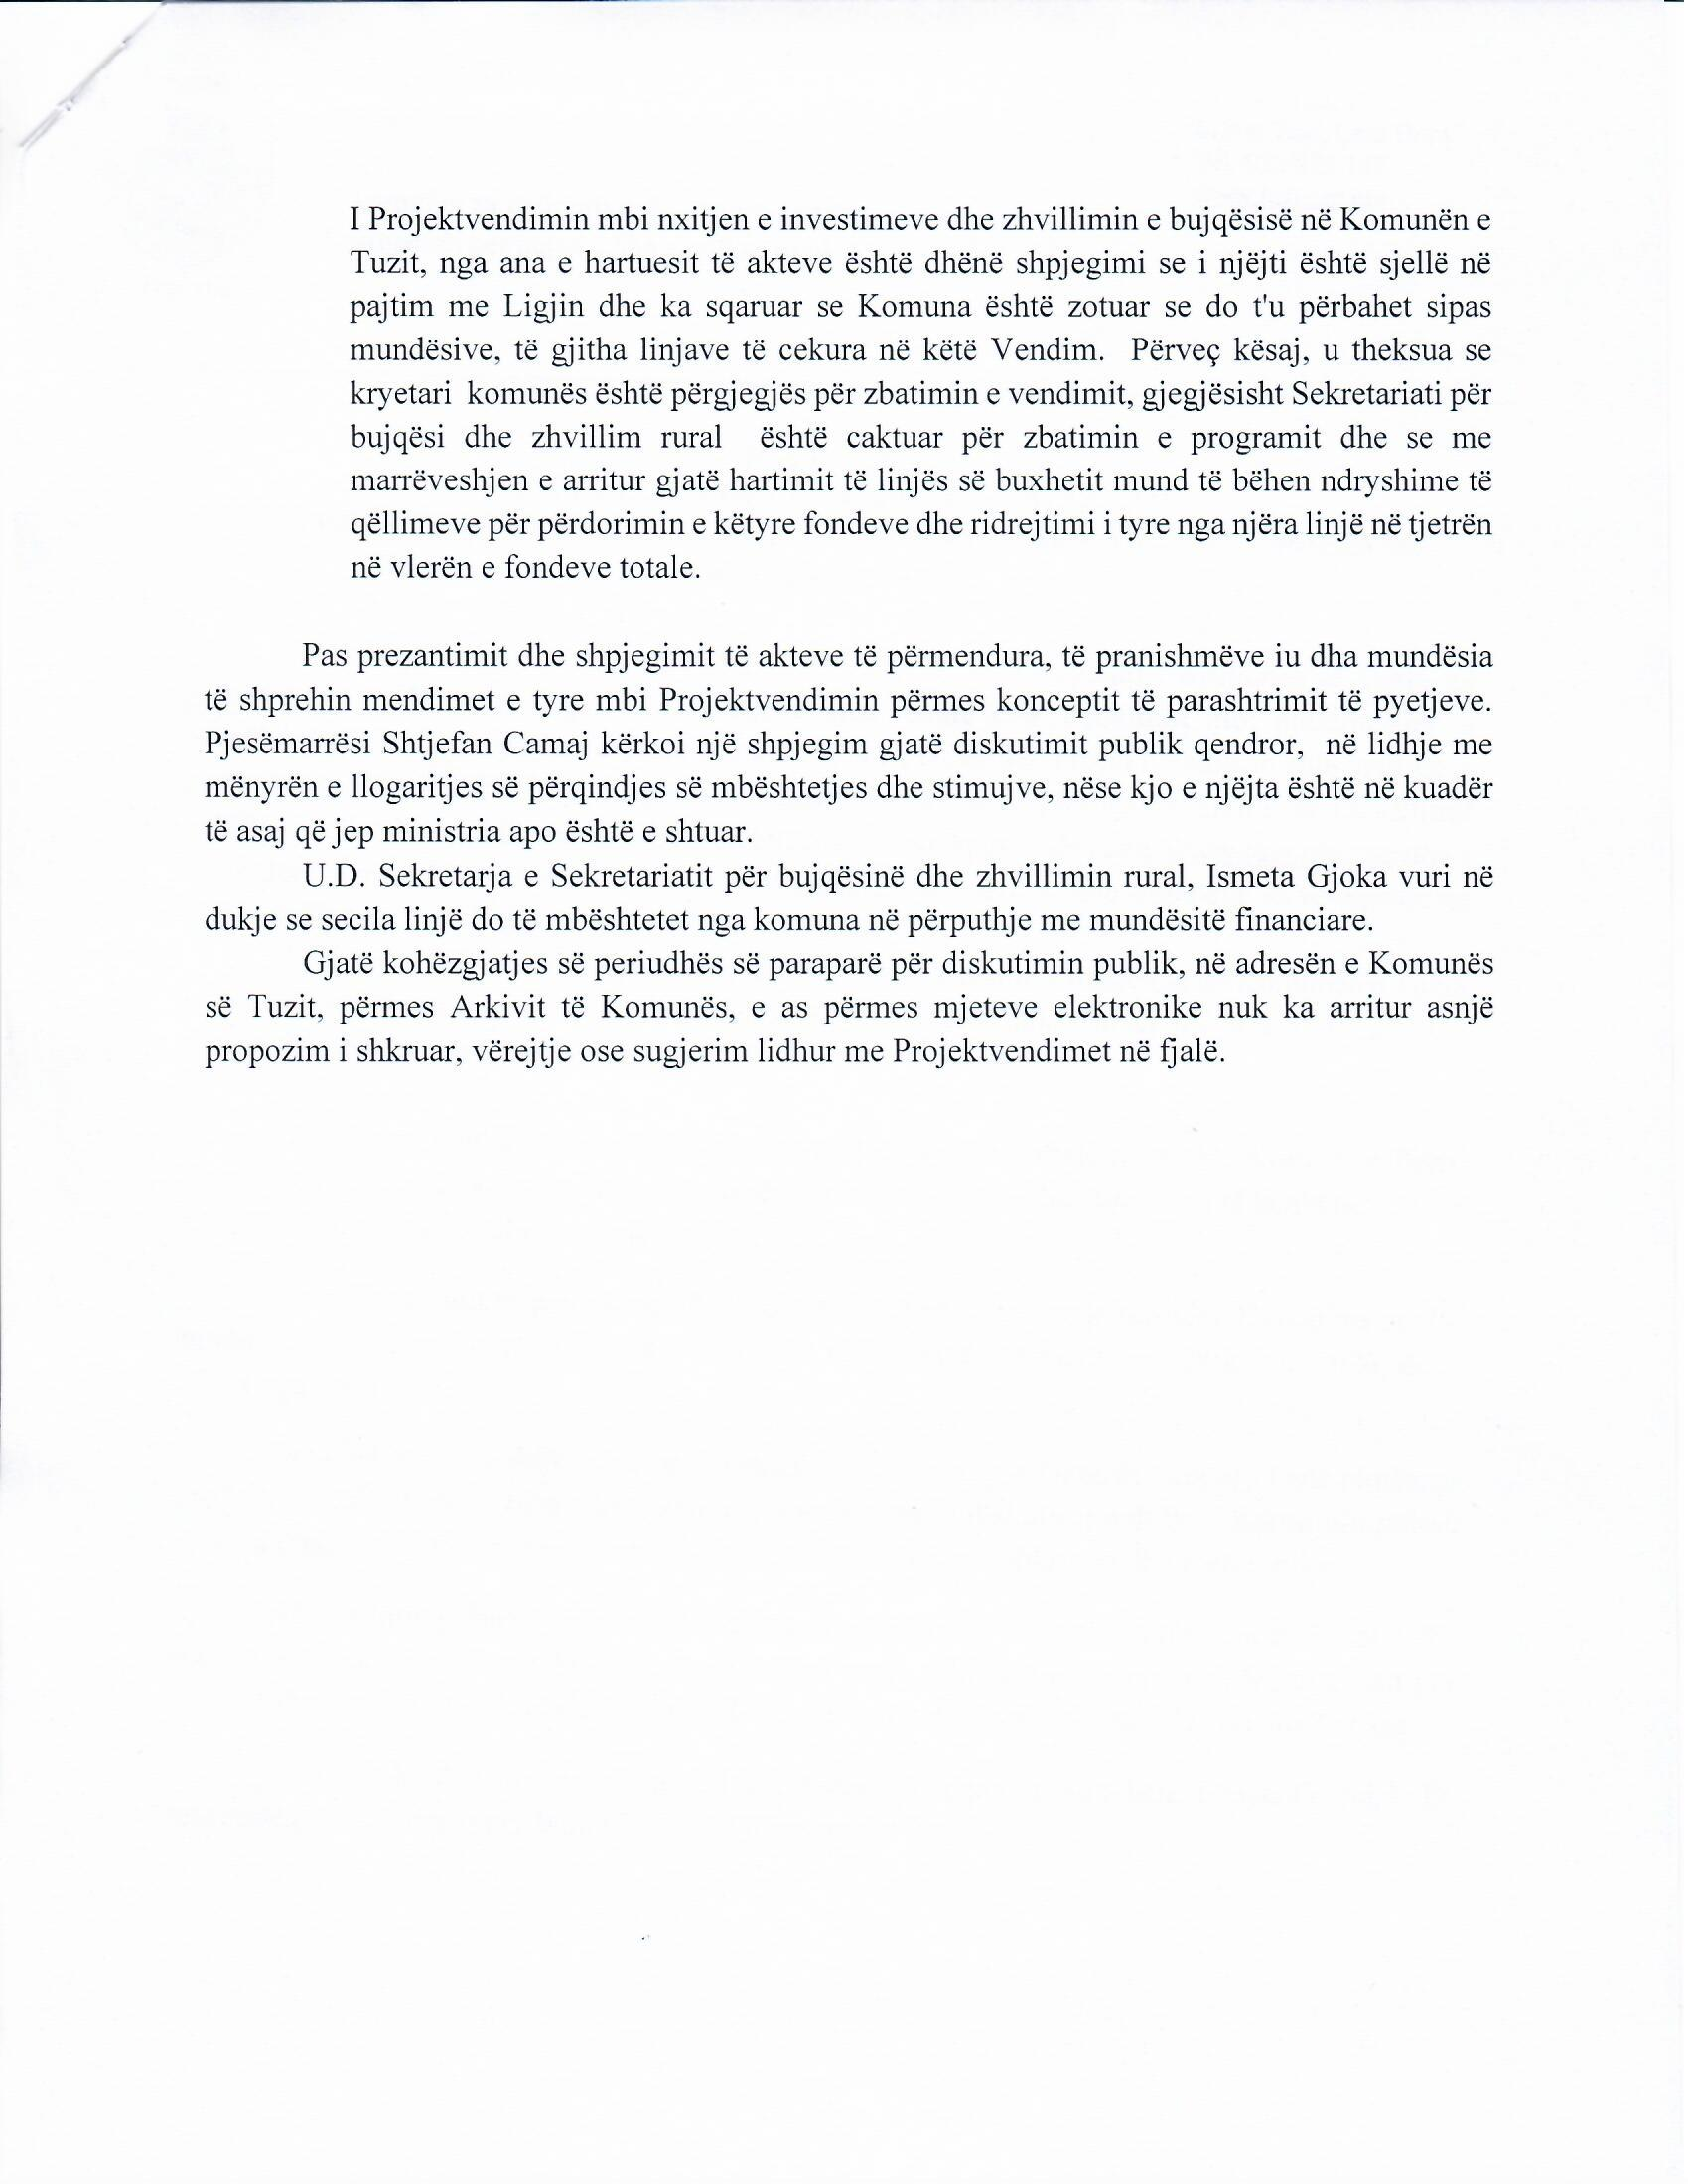 I Projektvendimin mbi nxitjen e investimeve dhe zhvillimin e bujqësisë në Komunën e
Tuzit, nga ana e hartuesit të akteve është dhënë shpjegimi se i njëjti është sjellë në
pajtim me Ligjin dhe ka sqaruar se Komuna është zotuar se do t'u përbahet sipas
mundësive, të gjitha linjave të cekura në këtë Vendim.  Përveç kësaj, u theksua se
kryetari  komunës është përgjegjës për zbatimin e vendimit, gjegjësisht Sekretariati për
bujqësi dhe zhvillim rural  është caktuar për zbatimin e programit dhe se me
marrëveshjen e arritur gjatë hartimit të linjës së buxhetit mund të bëhen ndryshime të
qëllimeve për përdorimin e këtyre fondeve dhe ridrejtimi i tyre nga njëra linjë në tjetrën
në vlerën e fondeve totale.
Pas prezantimit dhe shpjegimit të akteve të përmendura, të pranishmëve iu dha mundësia
të shprehin mendimet e tyre mbi Projektvendimin përmes konceptit të parashtrimit të pyetjeve.
Pjesëmarrësi Shtjefan Camaj kërkoi një shpjegim gjatë diskutimit publik qendror,  në lidhje me
mënyrën e llogaritjes së përqindjes së mbështetjes dhe stimujve, nëse kjo e njëjta është në kuadër
të asaj që jep ministria apo është e shtuar.
U.D. Sekretarja e Sekretariatit për bujqësinë dhe zhvillimin rural, Ismeta Gjoka vuri në
dukje se secila linjë do të mbështetet nga komuna në përputhje me mundësitë financiare.
Gjatë kohëzgjatjes së periudhës së paraparë për diskutimin publik, në adresën e Komunës
së Tuzit, përmes Arkivit të Komunës, e as përmes mjeteve elektronike nuk ka arritur asnjë
propozim i shkruar, vërejtje ose sugjerim lidhur me Projektvendimet në fjalë.